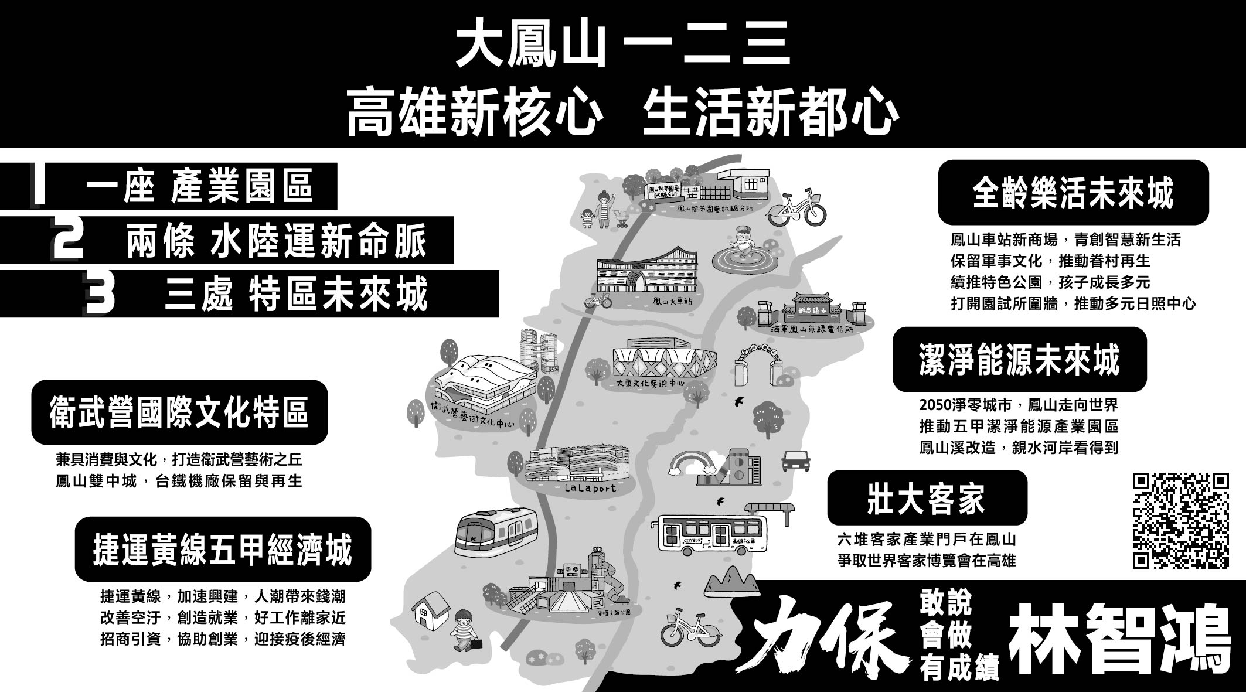 大鳳山 一二三
高雄新核心 生活新都心
1 一座 產業園區
2 兩條 水陸運新命脈
3 三處 特區未來城
全齡樂活未來城
鳳山車站新商場，青創智慧新生活
保留軍事文化，推動眷村再生
續推特色公園，孩子成長多元
打開園試所圍牆，推動多元日照中心
潔淨能源未來城
2050淨零城市，鳳山走向世界
推動五甲潔淨能源產業園區
鳳山溪改造，親水河岸看得到
衛武營國際文化特區
兼具消費與文化，打造衛武營藝術之丘
鳳山雙中城，台鐵機廠保留與再生
壯大客家
六堆客家產業門戶在鳳山
爭取世界客家博覽會在高雄
捷運黃線五甲經濟城
捷運黃線，加速興建，人潮帶來錢潮
改善空汙，創造就業，好工作離家近
招商引資，協助創業，迎接疫後經濟
鳳山火車站
大東文化藝術中心
衛武營藝術文化中心
LaLaport
力保
敢說
會做
有成績
林智鴻